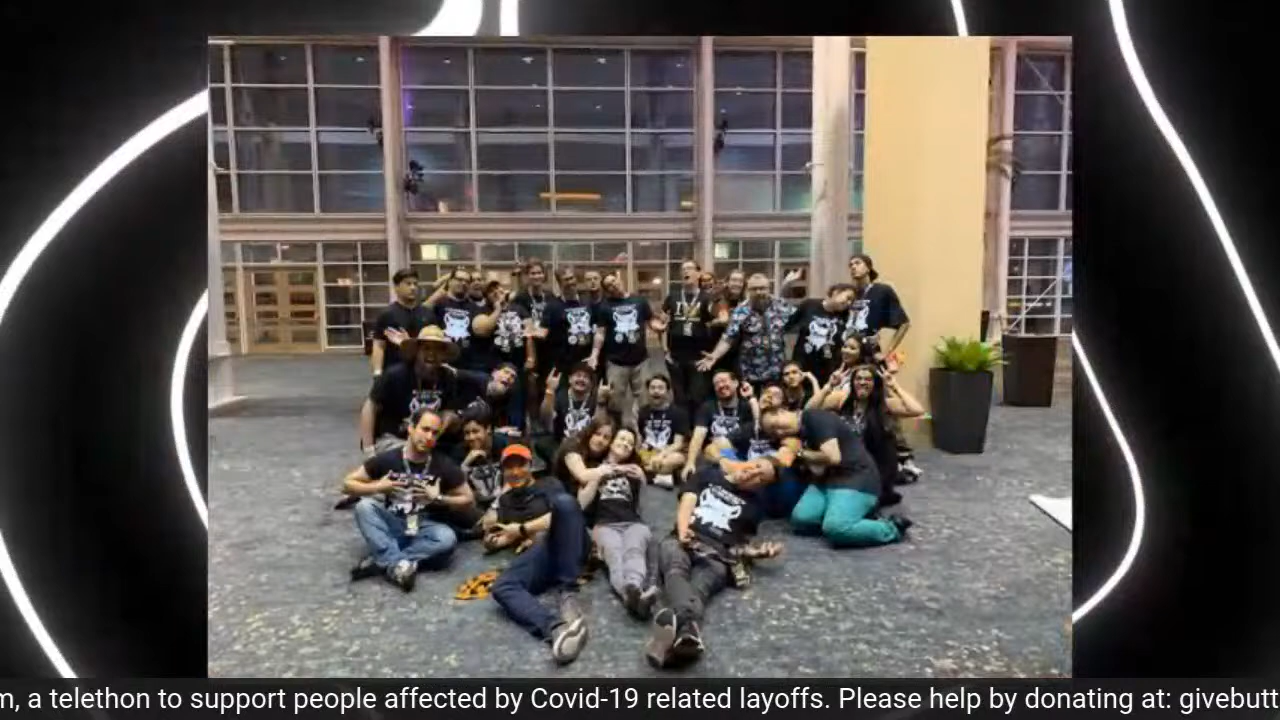 m, a telethon to support people affected by Covid-19 related layoffs. Please help by donating at: givebutt